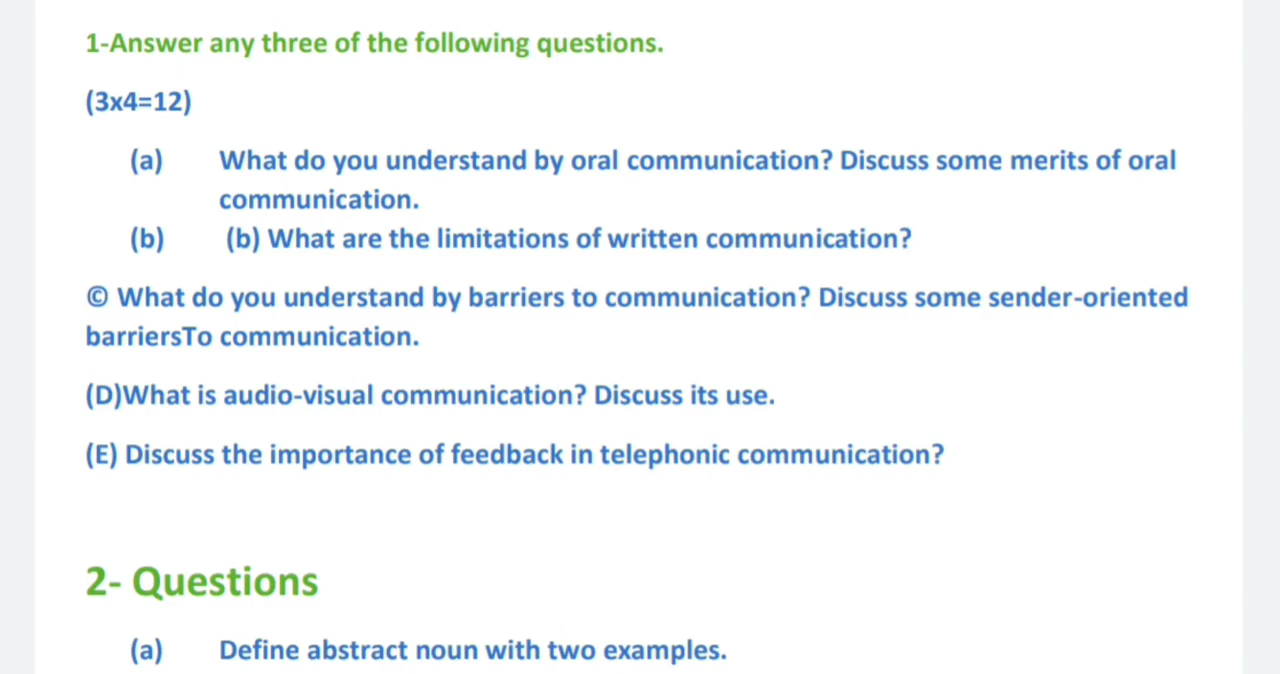 1-Answer any three of the following questions.
(3x4=12)
(a) What do you understand by oral communication? Discuss some merits of oral
communication.
(b) (b) What are the limitations of written communication?
© What do you understand by barriers to communication? Discuss some sender-oriented
barriersTo communication.
(D)What is audio-visual communication? Discuss its use.
(E) Discuss the importance of feedback in telephonic communication?
2- Questions
(a) Define abstract noun with two examples.